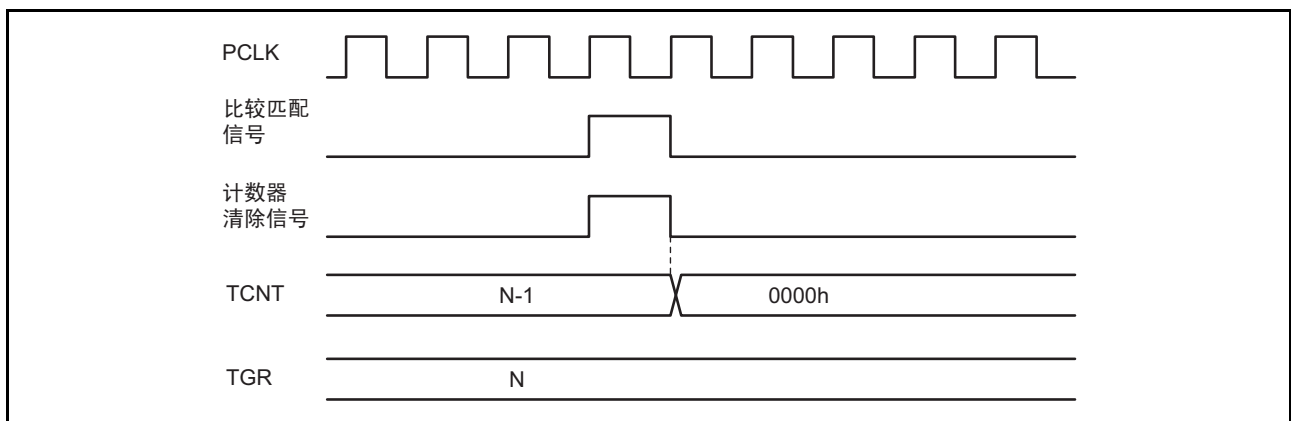 PCLK
比较匹配
信号
计数器
清除信号
TCNT
N-1
0000h
TGR
N